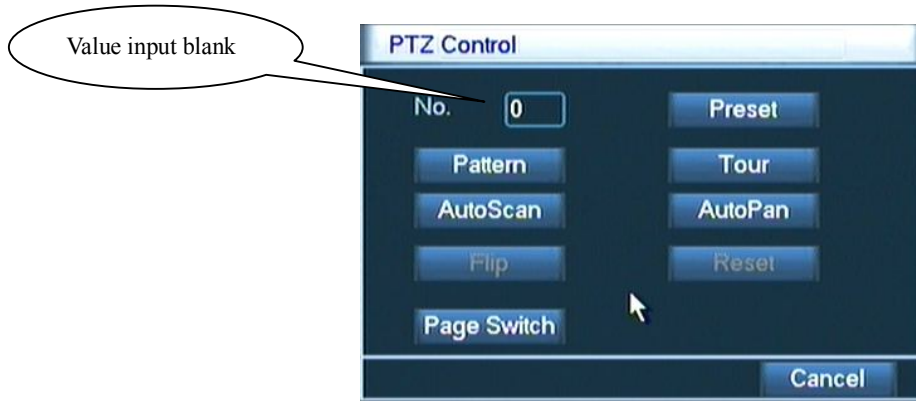 Value input blank
PTZ Control
No. 0 Preset
Pattern Tour
AutoScan AutoPan
Flip Reset
Page Switch
Cancel